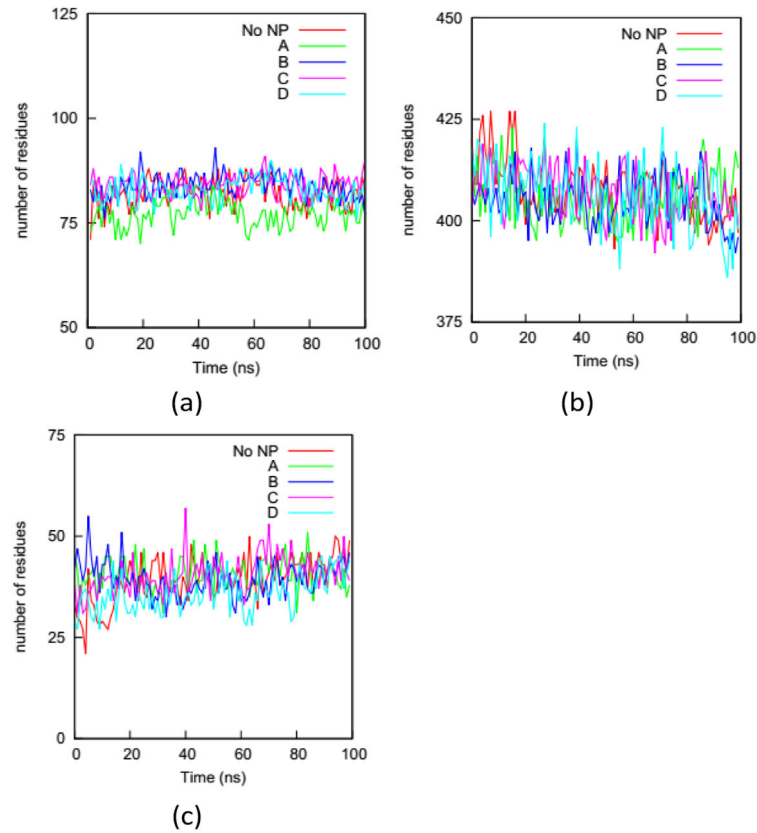 125
100
75
50
number of residues
No NP
A
B
C
D
0 20 40 60 80 100
Time (ns)
(a)
450
425
400
375
number of residues
No NP
A
B
C
D
0 20 40 60 80 100
Time (ns)
(b)
75
50
25
0
number of residues
No NP
A
B
C
D
0 20 40 60 80 100
Time (ns)
(c)